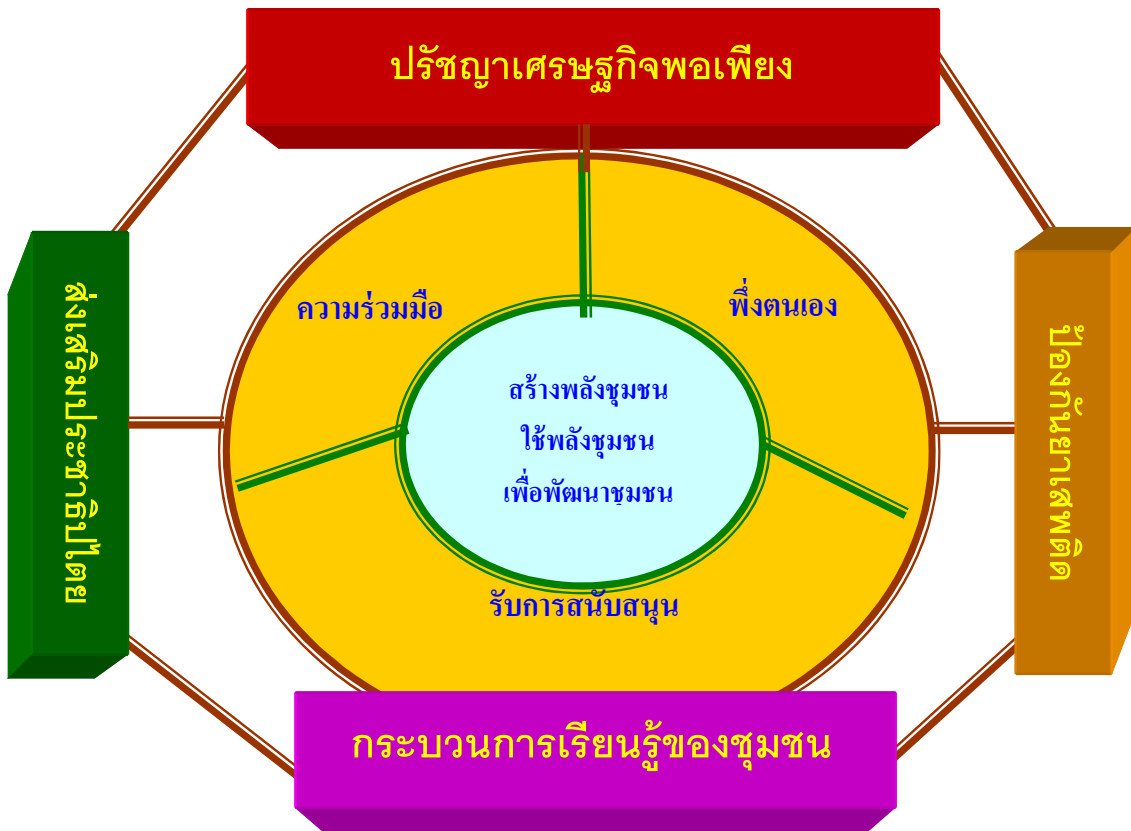 ปรัชญาเศรษฐกิจพอเพียง
ความร่วมมือ
พึ่งตนเอง
ส่งเสริมประชาธิปไตย
ป้องกันยาเสพติด
สร้างพลังชุมชน
ใช้พลังชุมชน
เพื่อพัฒนาชุมชน
รับการสนับสนุน
กระบวนการเรียนรู้ของชุมชน